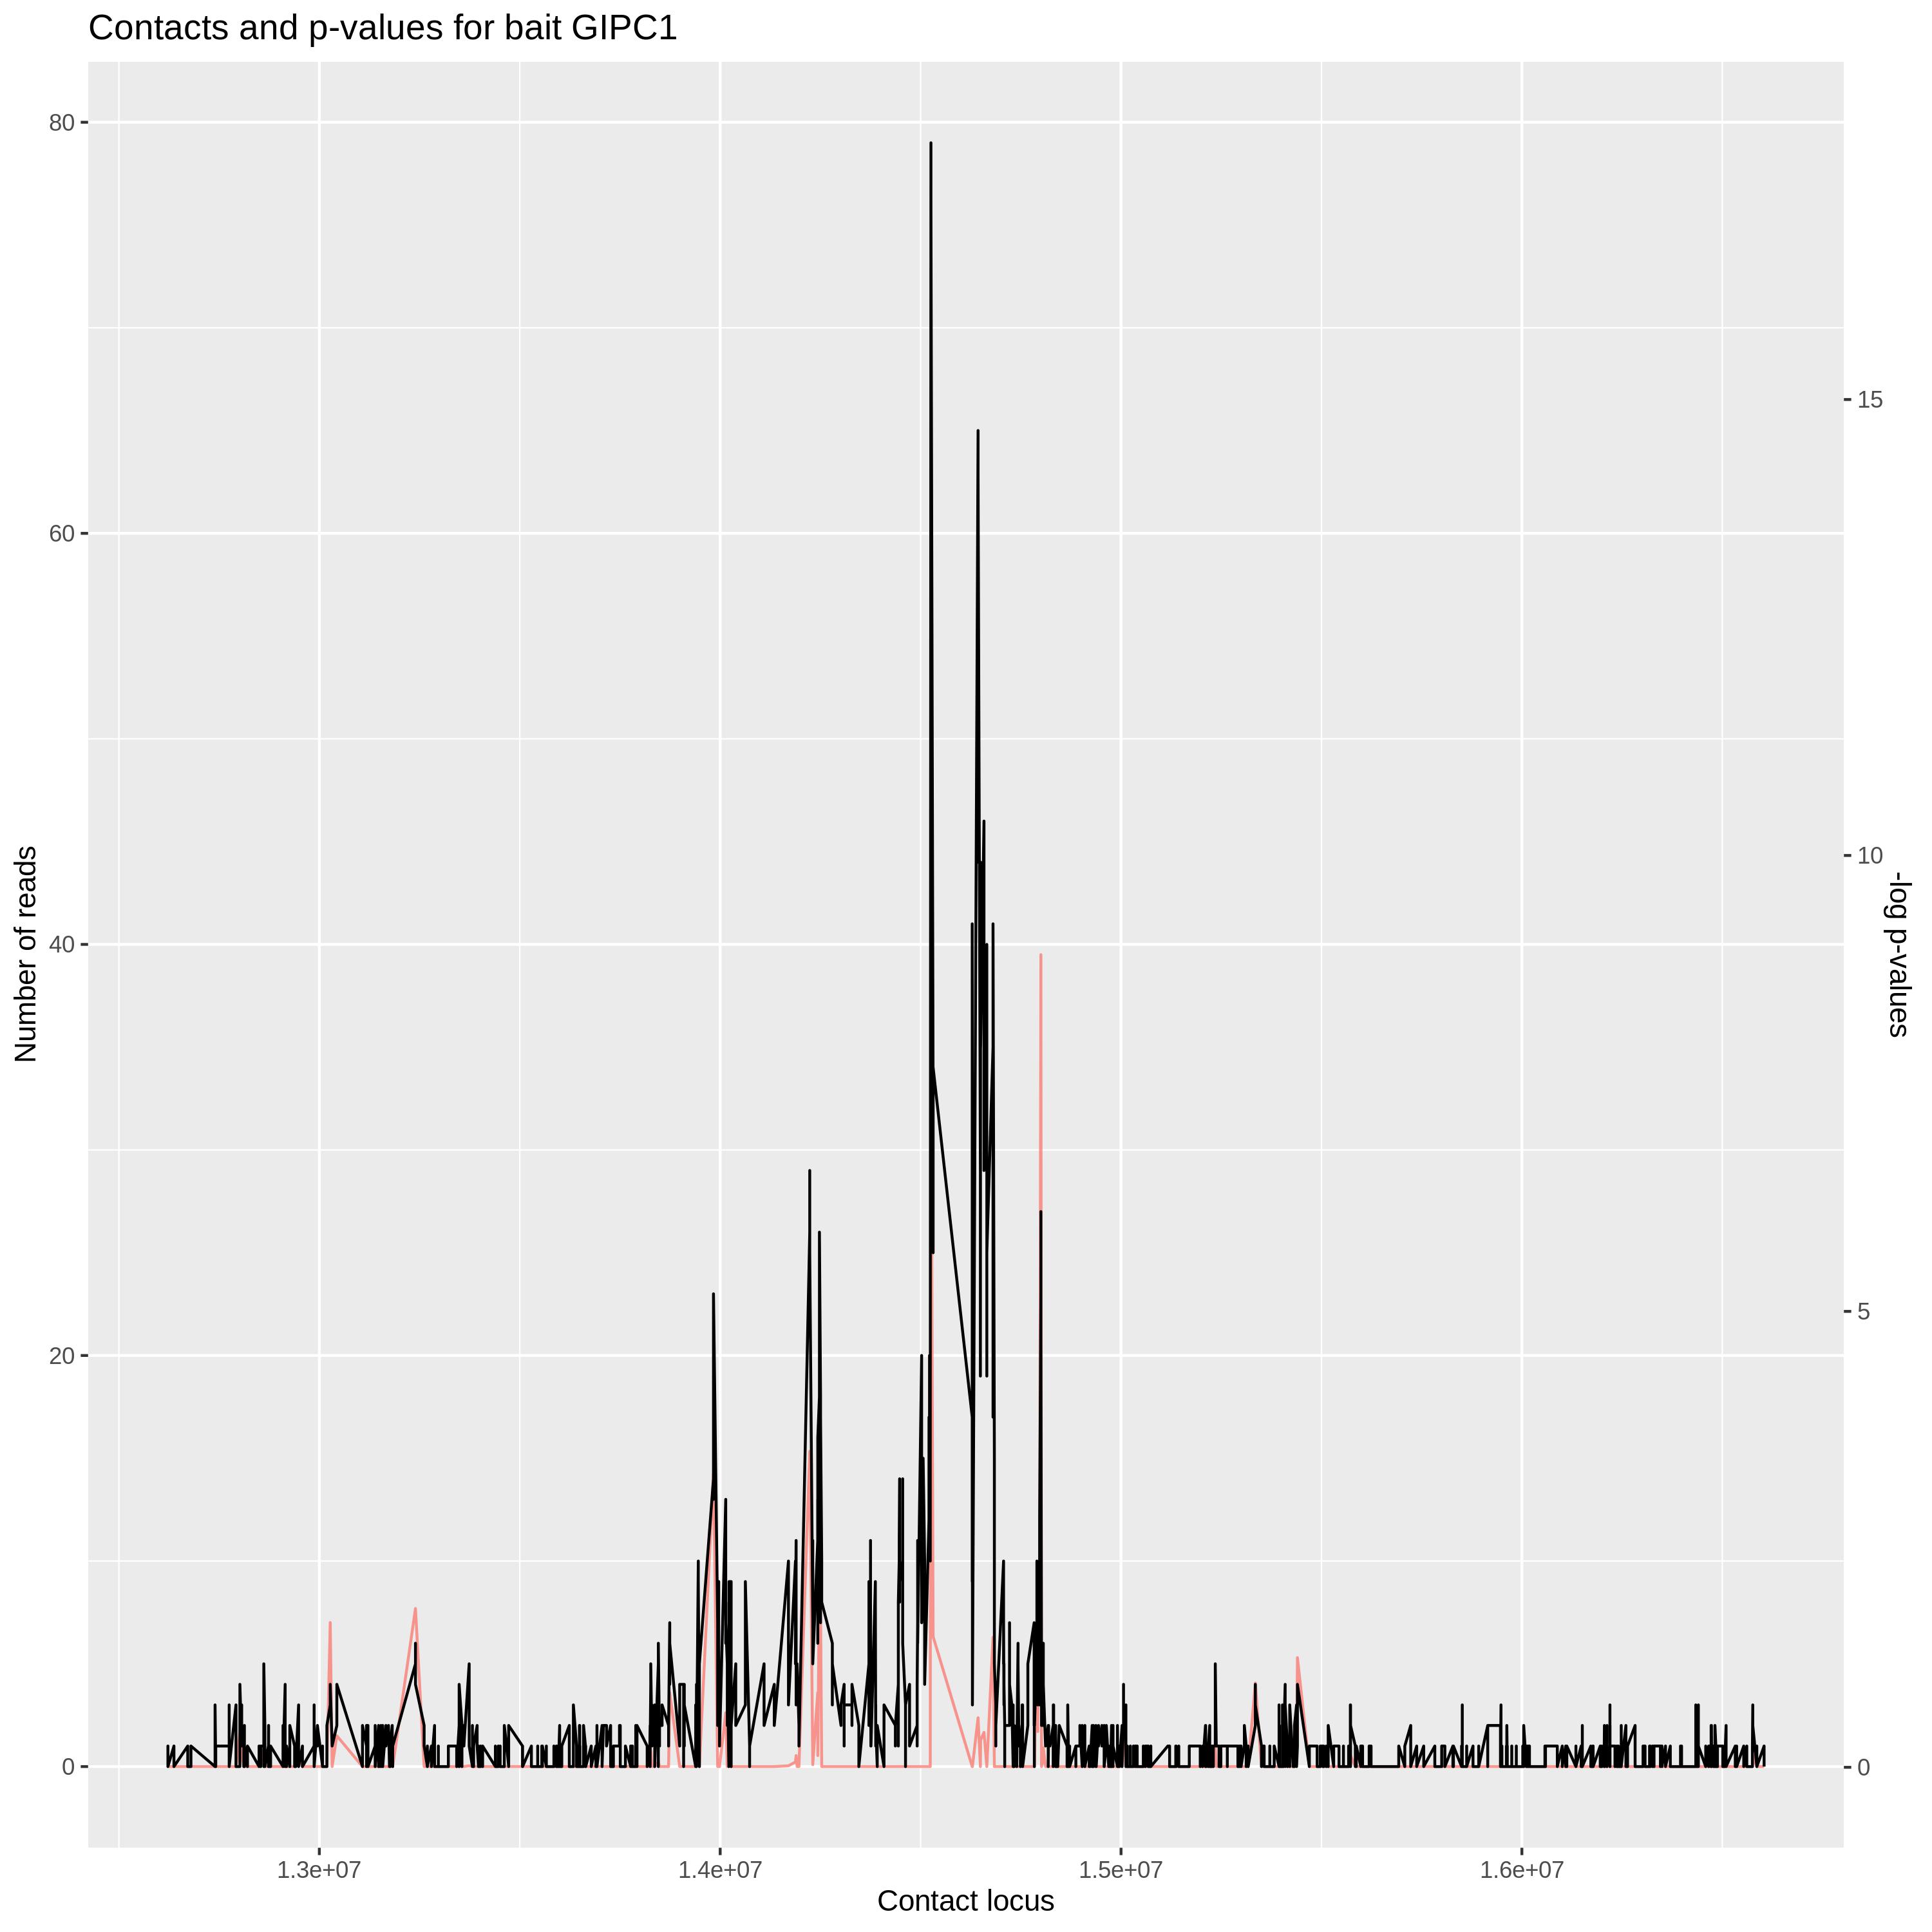 Contacts and p-values for bait GIPC1
80
60
40
20
0
Number of reads
15
10
5
0
-log p-values
1.3e+07
1.4e+07
1.5e+07
1.6e+07
Contact locus